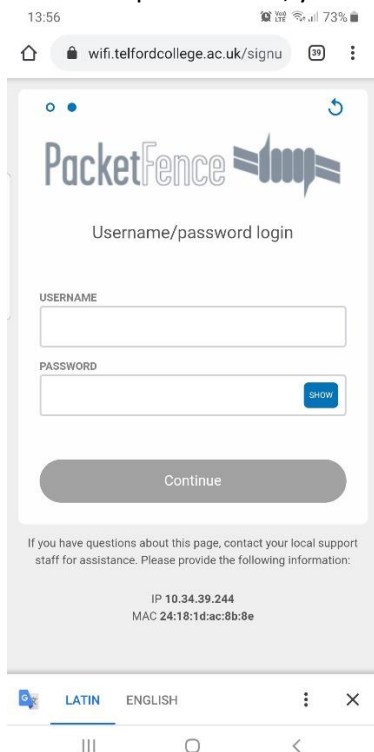 13:56 73%
wifi.telfordcollege.ac.uk/signu 39
PacketFence
Username/password login
USERNAME
PASSWORD
SHOW
Continue
If you have questions about this page, contact your local support
staff for assistance. Please provide the following information:
IP 10.34.39.244
MAC 24:18:1d:ac:8b:8e
LATIN ENGLISH